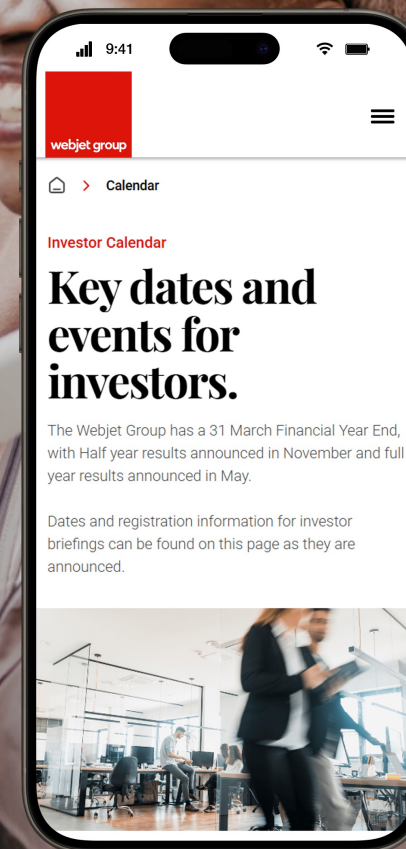 9:41
webjet group
Calendar
Investor Calendar
Key dates and
events for
investors.
The Webjet Group has a 31 March Financial Year End,
with Half year results announced in November and full
year results announced in May.
Dates and registration information for investor
briefings can be found on this page as they are
announced.